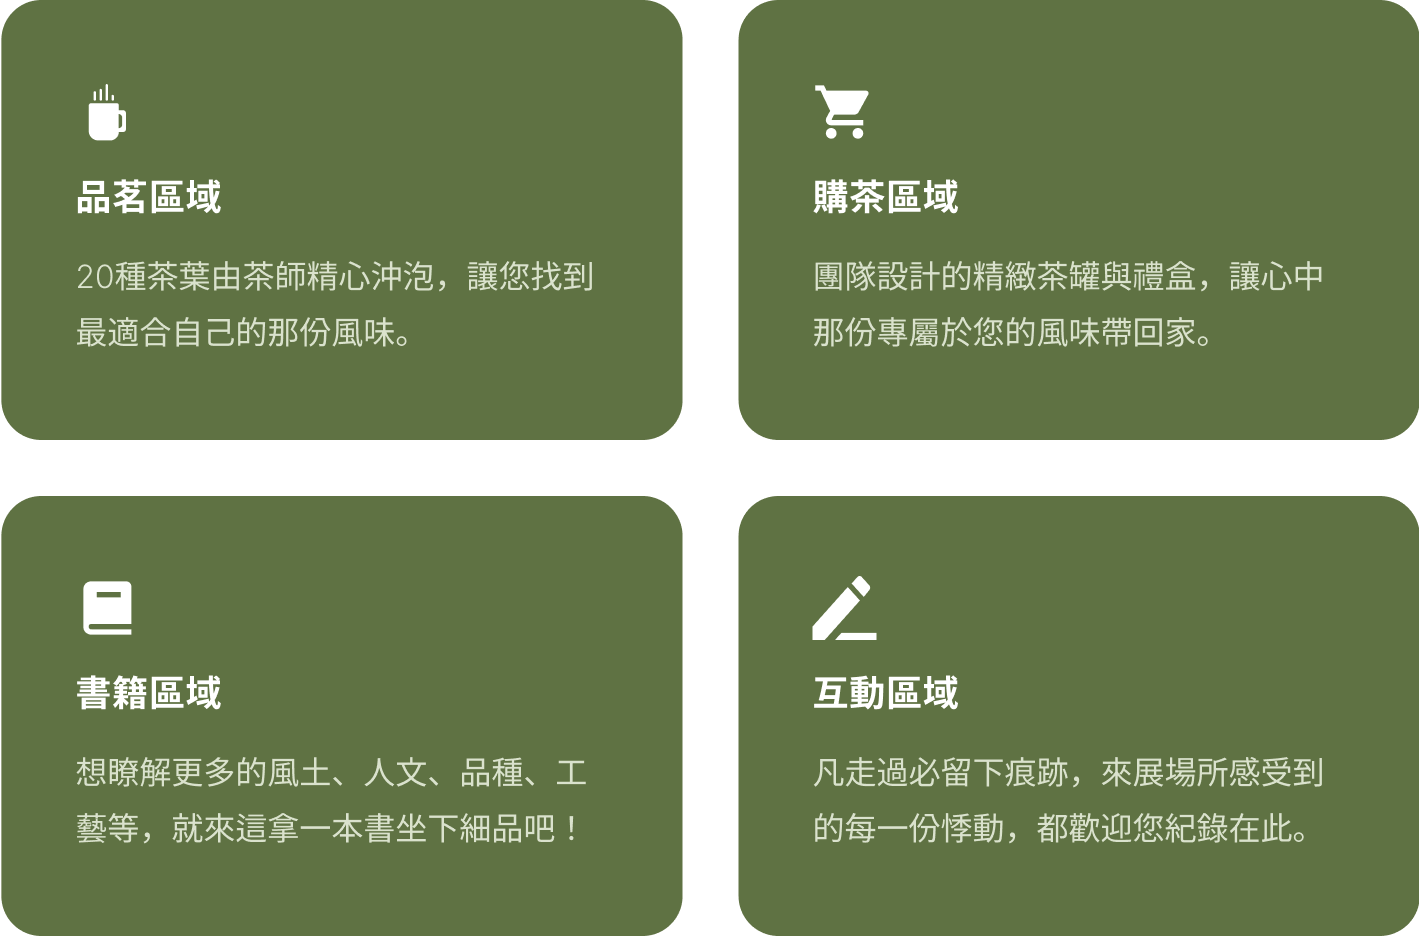 品茗區域
20種茶葉由茶師精心沖泡，讓您找到
最適合自己的那份風味。
購茶區域
團隊設計的精緻茶罐與禮盒，讓心中
那份專屬於您的風味帶回家。
書籍區域
想瞭解更多的風土、人文、品種、工
藝等，就來這拿一本書坐下細品吧！
互動區域
凡走過必留下痕跡，來展場所感受到
的每一份悸動，都歡迎您紀錄在此。